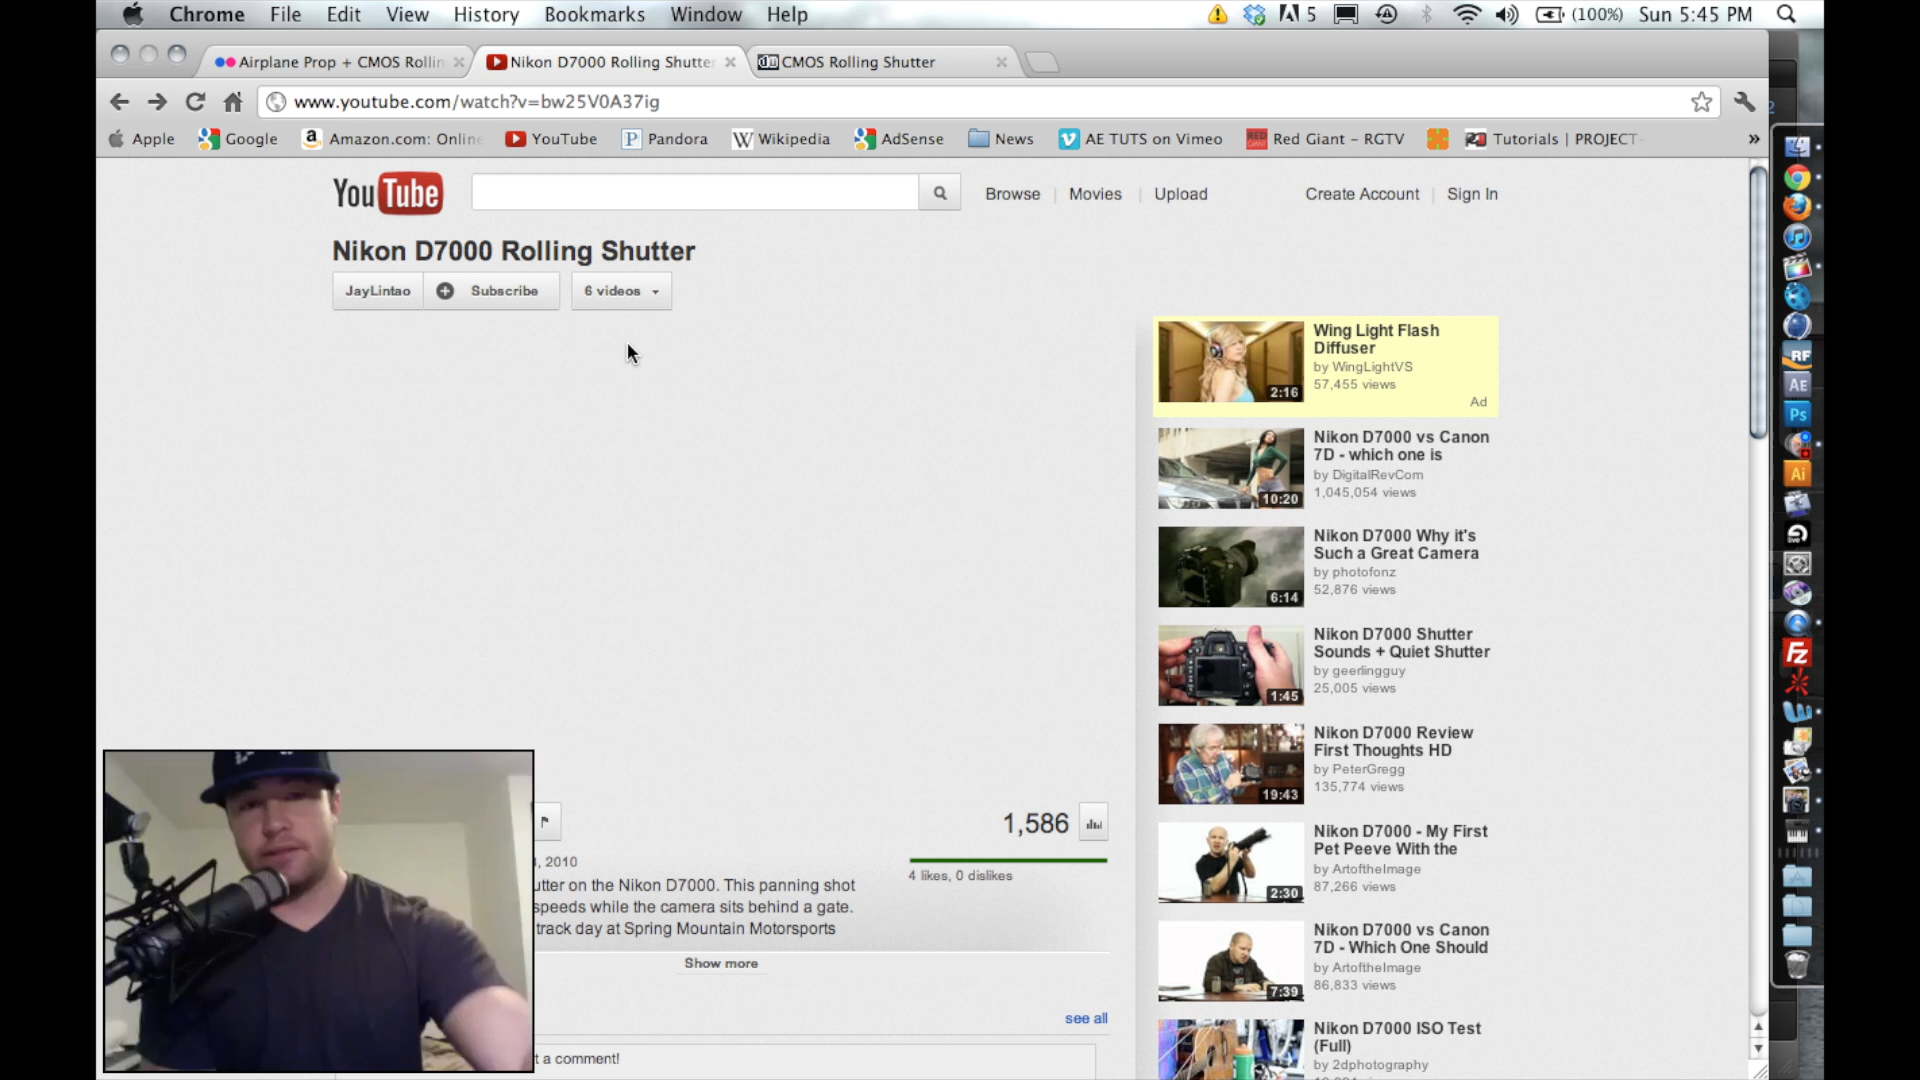 Chrome File Edit View History Bookmarks Window Help
5 (100%) Sun 5:45 PM
Airplane Prop + CMOS Rollin
Nikon D7000 Rolling Shutter
CMOS Rolling Shutter
www.youtube.com/watch?v=bw25V0A37ig
Apple Google Amazon.com: Online YouTube Pandora Wikipedia AdSense News AE TUTS on Vimeo Red Giant – RGTV Tutorials | PROJECT-
YouTube
Browse Movies Upload Create Account Sign In
Nikon D7000 Rolling Shutter
JayLintao Subscribe 6 videos
1,586
, 2010
4 likes, 0 dislikes
utter on the Nikon D7000. This panning shot
speeds while the camera sits behind a gate.
track day at Spring Mountain Motorsports
Show more
see all
t a comment!
Wing Light Flash
Diffuser
by WingLightVS
57,455 views
Ad
2:16
Nikon D7000 vs Canon
7D - which one is
by DigitalRevCom
1,045,054 views
10:20
Nikon D7000 Why it's
Such a Great Camera
by photofonz
52,876 views
6:14
Nikon D7000 Shutter
Sounds + Quiet Shutter
by geerlingguy
25,005 views
1:45
Nikon D7000 Review
First Thoughts HD
by PeterGregg
135,774 views
19:43
Nikon D7000 - My First
Pet Peeve With the
by ArtoftheImage
87,266 views
2:30
Nikon D7000 vs Canon
7D - Which One Should
by ArtoftheImage
86,833 views
7:39
Nikon D7000 ISO Test
(Full)
by 2dphotography
RF
AE
Ps
Ai
Fz